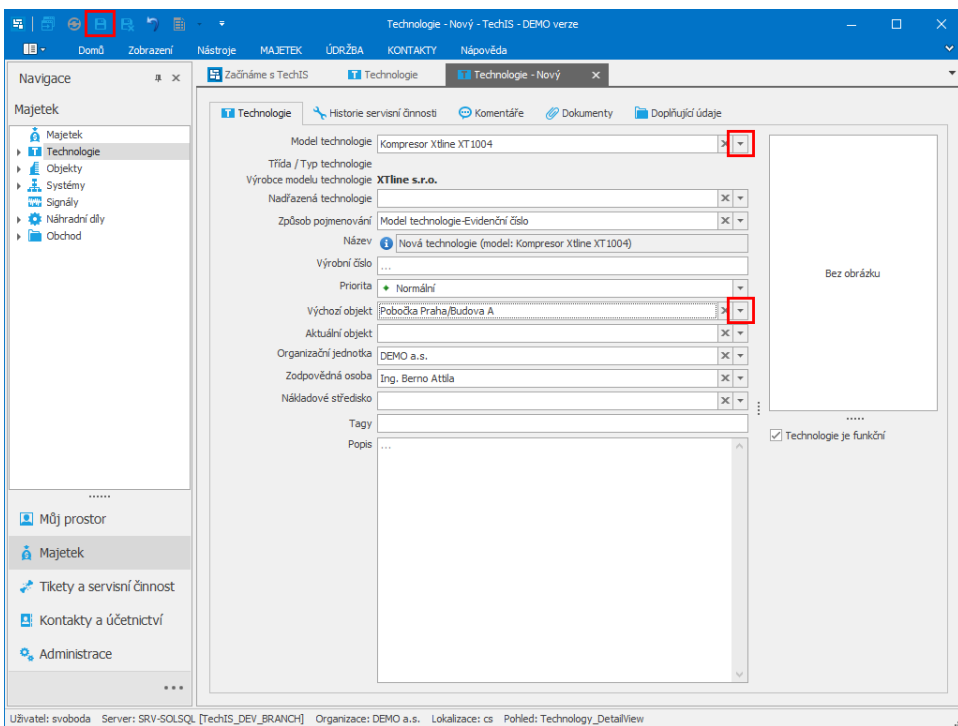 Technologie - Nový - TechIS - DEMO verze
Domů Zobrazení Nástroje MAJETEK ÚDRŽBA KONTAKTY Nápověda
Navigace
Začínáme s TechIS Technologie Technologie - Nový
Majetek
Majetek
Technologie
Objekty
Systémy
Signály
Náhradní díly
Obchod
Technologie Historie servisní činnosti Komentáře Dokumenty Doplňující údaje
Model technologie Kompresor Xtline XT1004
Třída / Typ technologie
Výrobce modelu technologie XTline s.r.o.
Nadřazená technologie
Způsob pojmenování Model technologie-Evidenční číslo
Název Nová technologie (model: Kompresor Xtline XT1004)
Výrobní číslo ...
Priorita Normální
Výchozí objekt Pobočka Praha/Budova A
Aktuální objekt
Organizační jednotka DEMO a.s.
Zodpovědná osoba Ing. Berno Attila
Nákladové středisko
Tagy
Popis ...
Bez obrázku
Technologie je funkční
Můj prostor
Majetek
Tikety a servisní činnost
Kontakty a účetnictví
Administrace
Uživatel: svoboda Server: SRV-SOLSQL [TechIS_DEV_BRANCH] Organizace: DEMO a.s. Lokalizace: cs Pohled: Technology_DetailView